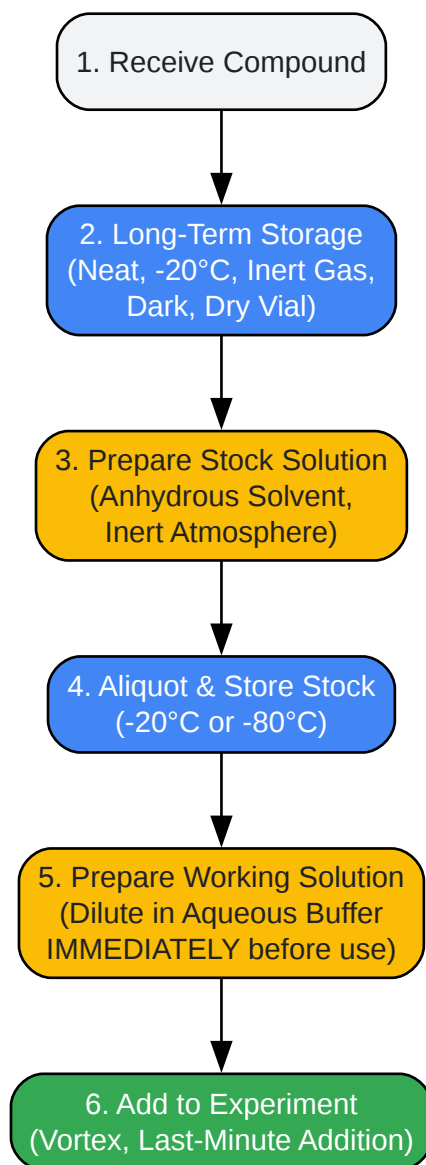 1. Receive Compound
2. Long-Term Storage
(Neat, -20°C, Inert Gas,
Dark, Dry Vial)
3. Prepare Stock Solution
(Anhydrous Solvent,
Inert Atmosphere)
4. Aliquot & Store Stock
(-20°C or -80°C)
5. Prepare Working Solution
(Dilute in Aqueous Buffer
IMMEDIATELY before use)
6. Add to Experiment
(Vortex, Last-Minute Addition)